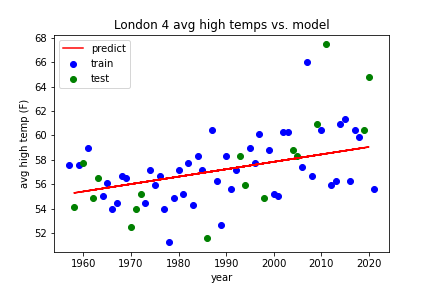 London 4 avg high temps vs. model
predict
train
test
avg high temp (F)
68
66
64
62
60
58
56
54
52
1960
1970
1980
1990
2000
2010
2020
year